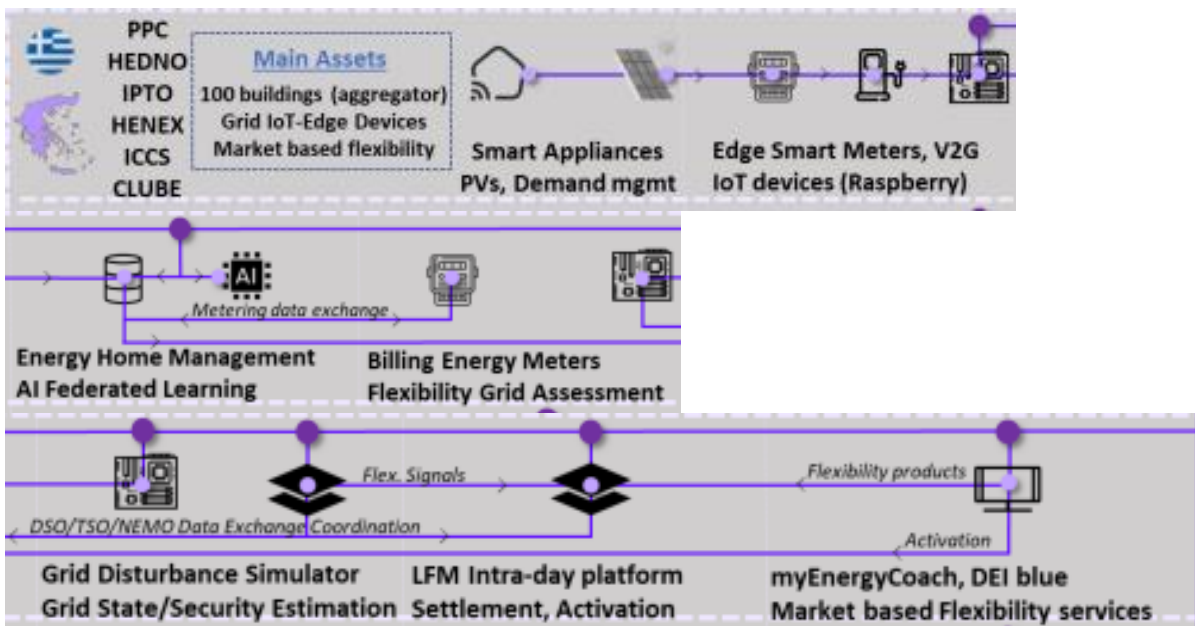 PPC
HEDNO
IPTO
HENEX
ICCS
CLUBE
Main Assets
100 buildings (aggregator)
Grid IoT-Edge Devices
Market based flexibility
Smart Appliances
PVs, Demand mgmt
Edge Smart Meters, V2G
IoT devices (Raspberry)
AI
Metering data exchange
Energy Home Management
AI Federated Learning
Billing Energy Meters
Flexibility Grid Assessment
Flex. Signals
Flexibility products
DSO/TSO/NEMO Data Exchange Coordination
Activation
Grid Disturbance Simulator
Grid State/Security Estimation
LFM Intra-day platform
Settlement, Activation
myEnergyCoach, DEI blue
Market based Flexibility services